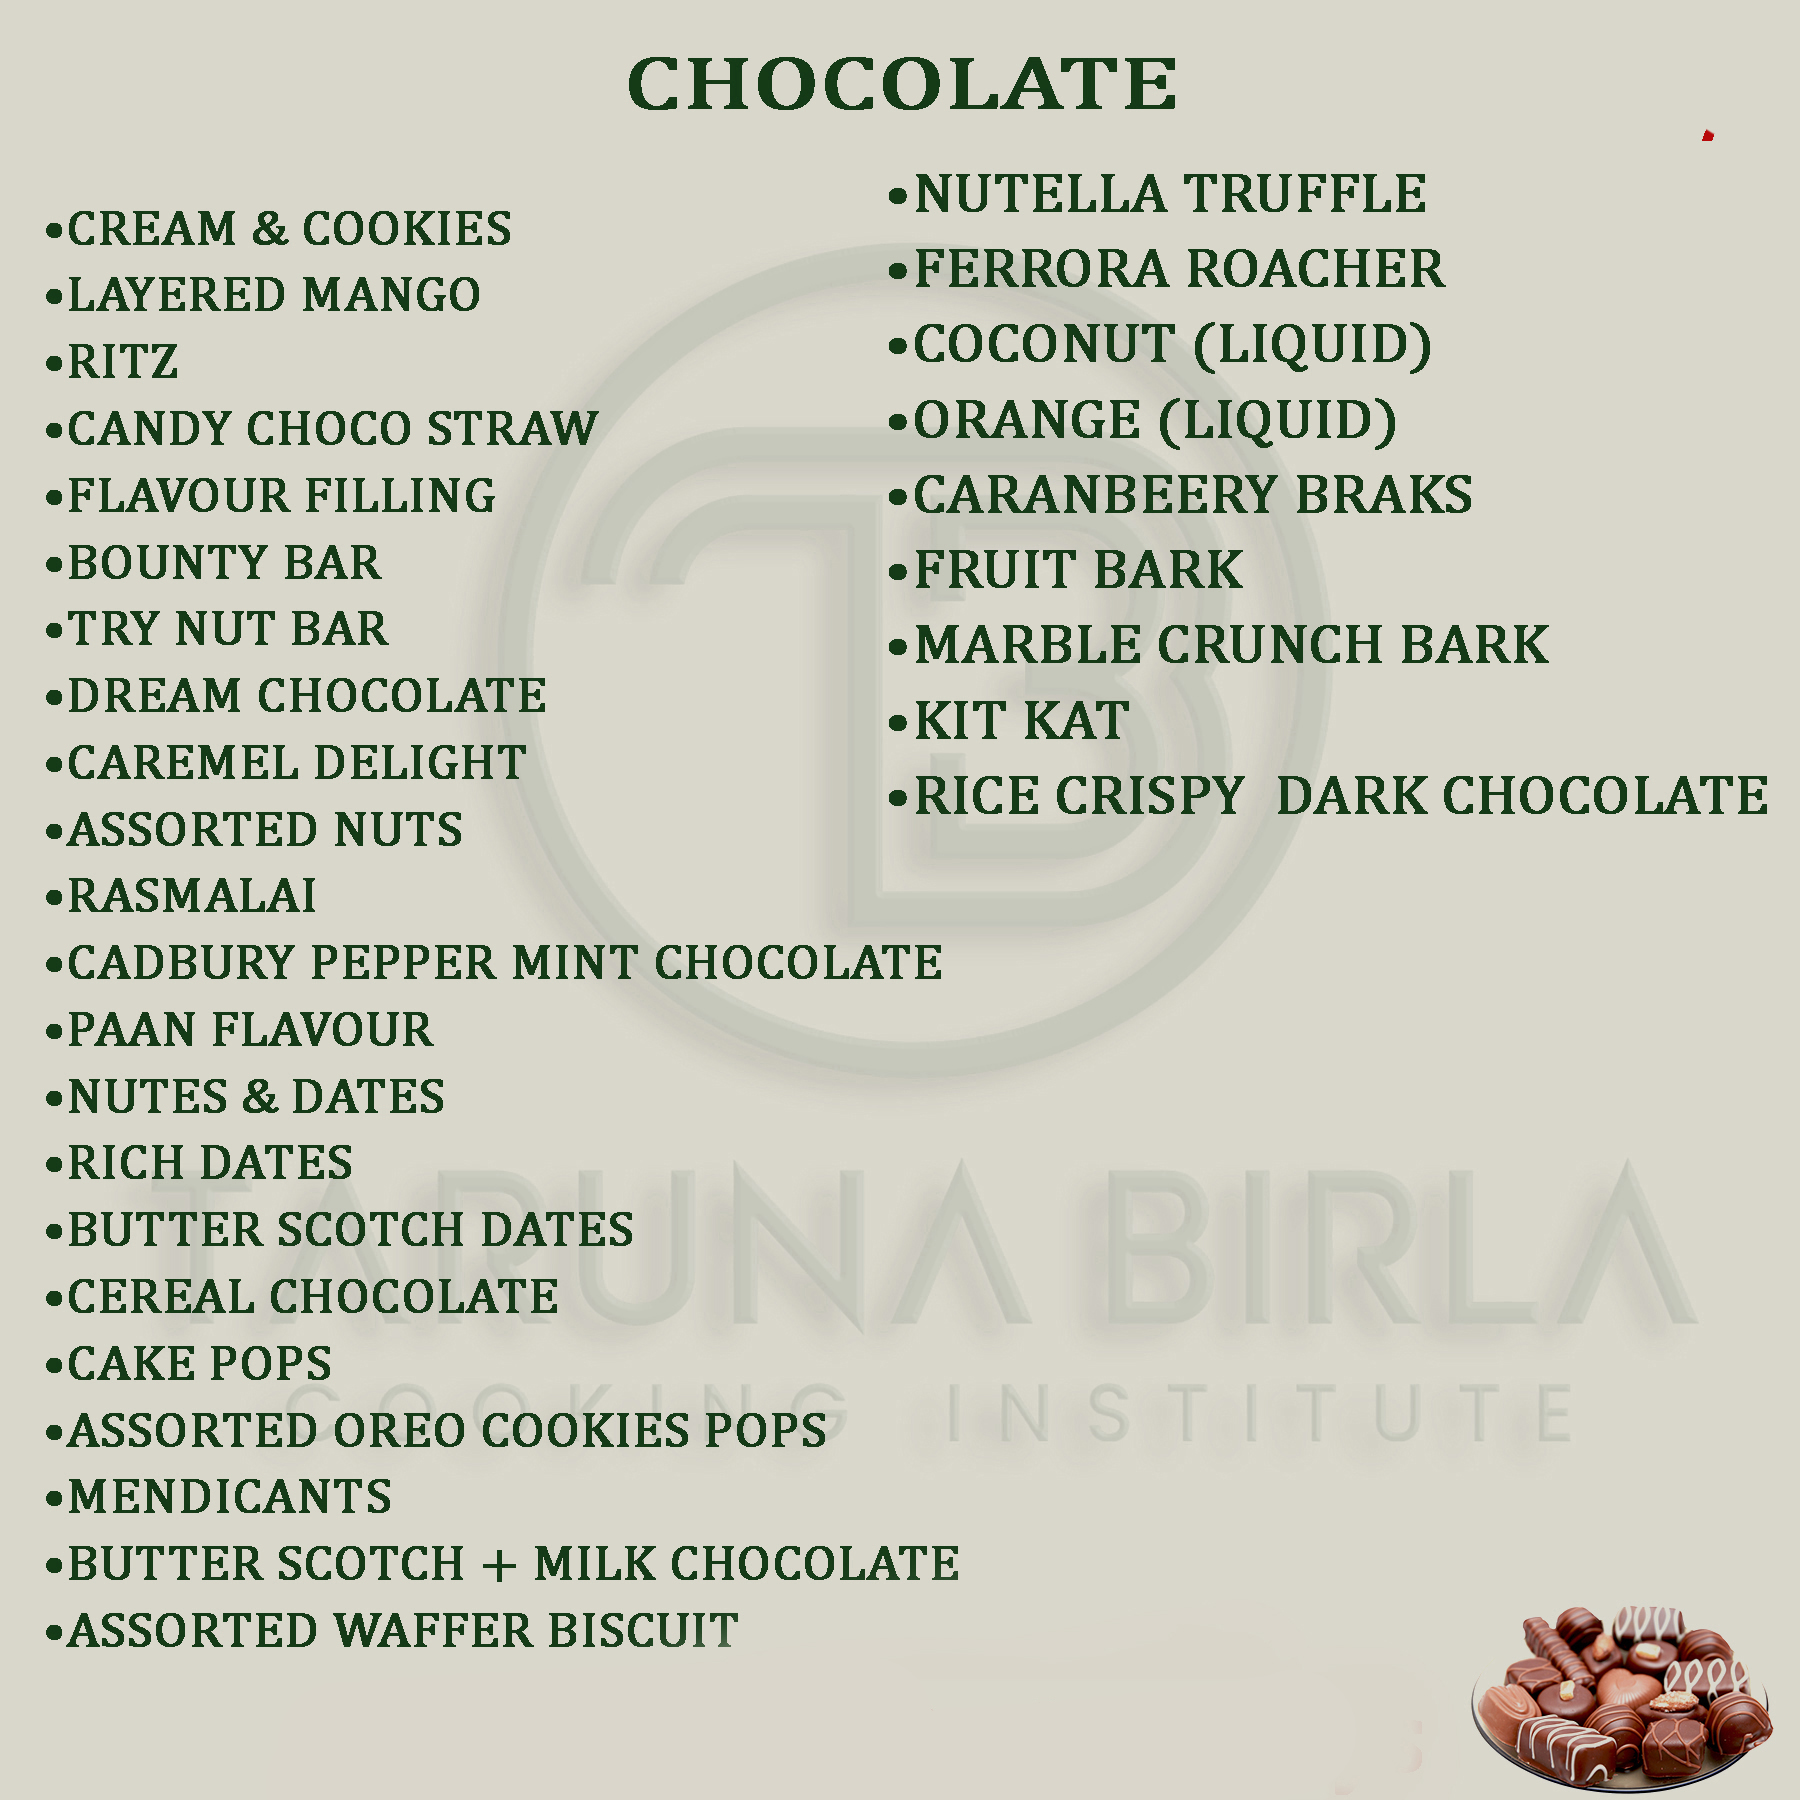 CHOCOLATE
•CREAM & COOKIES
•LAYERED MANGO
•RITZ
•CANDY CHOCO STRAW
•FLAVOUR FILLING
•BOUNTY BAR
•TRY NUT BAR
•DREAM CHOCOLATE
•CAREMEL DELIGHT
•ASSORTED NUTS
•RASMALAI
•CADBURY PEPPER MINT CHOCOLATE
•PAAN FLAVOUR
•NUTES & DATES
•RICH DATES
•BUTTER SCOTCH DATES
•CEREAL CHOCOLATE
•CAKE POPS
•ASSORTED OREO COOKIES POPS
•MENDICANTS
•BUTTER SCOTCH + MILK CHOCOLATE
•ASSORTED WAFFER BISCUIT
•NUTELLA TRUFFLE
•FERRORA ROACHER
•COCONUT (LIQUID)
•ORANGE (LIQUID)
•CARANBEERY BRAKS
•FRUIT BARK
•MARBLE CRUNCH BARK
•KIT KAT
•RICE CRISPY DARK CHOCOLATE
TB
TARUNA BIRLA
COOKING INSTITUTE